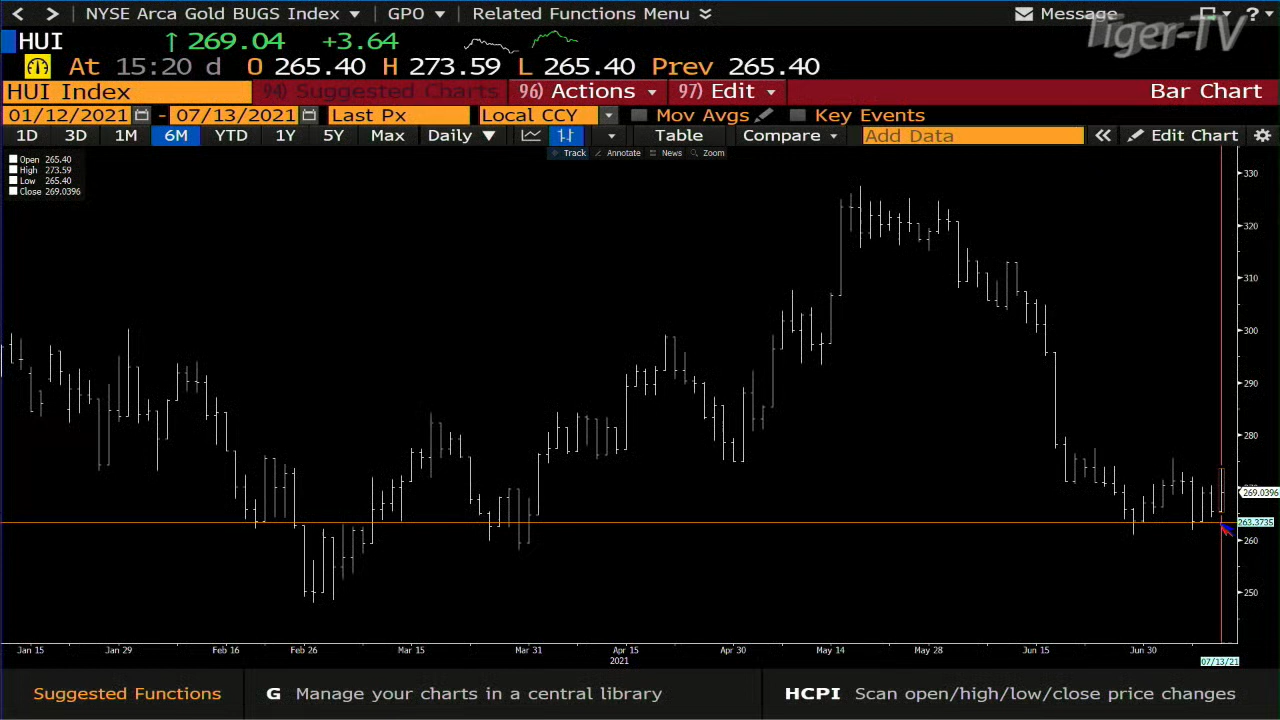 NYSE Arca Gold BUGS Index GPO Related Functions Menu Message ?
Tiger-TV
HUI 269.04 +3.64
At 15:20 d O 265.40 H 273.59 L 265.40 Prev 265.40
HUI Index 94) Suggested Charts 96) Actions 97) Edit Bar Chart
01/12/2021 - 07/13/2021 Last Px Local CCY Mov Avgs Key Events
1D 3D 1M 6M YTD 1Y 5Y Max Daily Table Compare Add Data Edit Chart
Track Annotate News Zoom
Open 265.40
High 273.59
Low 265.40
Close 269.0396
330
320
310
300
290
280
269.0396
263.3735
260
250
Jan 15 Jan 29 Feb 16 Feb 26 Mar 15 Mar 31 Apr 15 Apr 30 May 14 May 28 Jun 15 Jun 30
2021 07/13/21
Suggested Functions G Manage your charts in a central library HCPI Scan open/high/low/close price changes